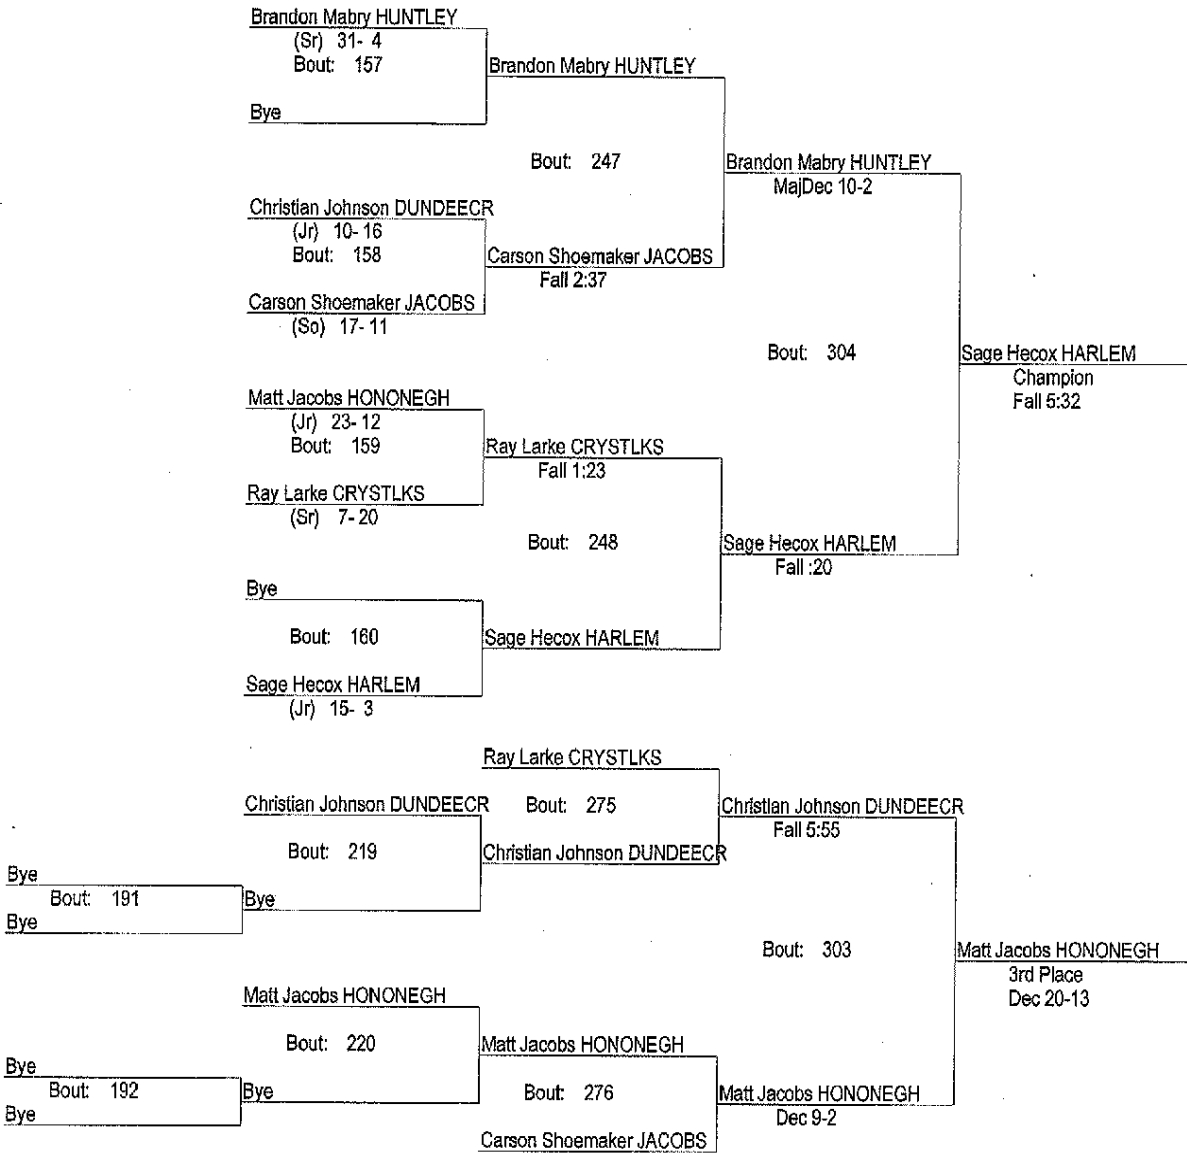 Brandon Mabry HUNTLEY
(Sr) 31- 4
Bout: 157
Brandon Mabry HUNTLEY
Bye
Bout: 247
Brandon Mabry HUNTLEY
MajDec 10-2
Christian Johnson DUNDEECR
(Jr) 10- 16
Bout: 158
Carson Shoemaker JACOBS
Fall 2:37
Carson Shoemaker JACOBS
(So) 17- 11
Bout: 304
Sage Hecox HARLEM
Champion
Fall 5:32
Matt Jacobs HONONEGH
(Jr) 23- 12
Bout: 159
Ray Larke CRYSTLKS
Fall 1:23
Ray Larke CRYSTLKS
(Sr) 7- 20
Bout: 248
Sage Hecox HARLEM
Fall :20
Bye
Bout: 160
Sage Hecox HARLEM
Sage Hecox HARLEM
(Jr) 15- 3
Ray Larke CRYSTLKS
Christian Johnson DUNDEECR
Bout: 275
Christian Johnson DUNDEECR
Fall 5:55
Bout: 219
Christian Johnson DUNDEECR
Bye
Bout: 191
Bye
Bye
Bout: 303
Matt Jacobs HONONEGH
3rd Place
Dec 20-13
Matt Jacobs HONONEGH
Bout: 220
Matt Jacobs HONONEGH
Bye
Bout: 192
Bye
Bye
Bout: 276
Matt Jacobs HONONEGH
Dec 9-2
Carson Shoemaker JACOBS